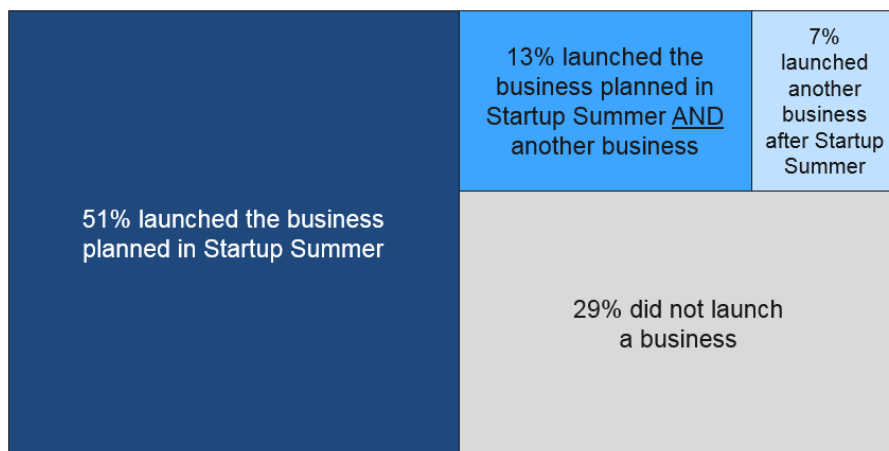 51% launched the business
planned in Startup Summer
13% launched the
business planned in
Startup Summer AND
another business
7%
launched
another
business
after Startup
Summer
29% did not launch
a business